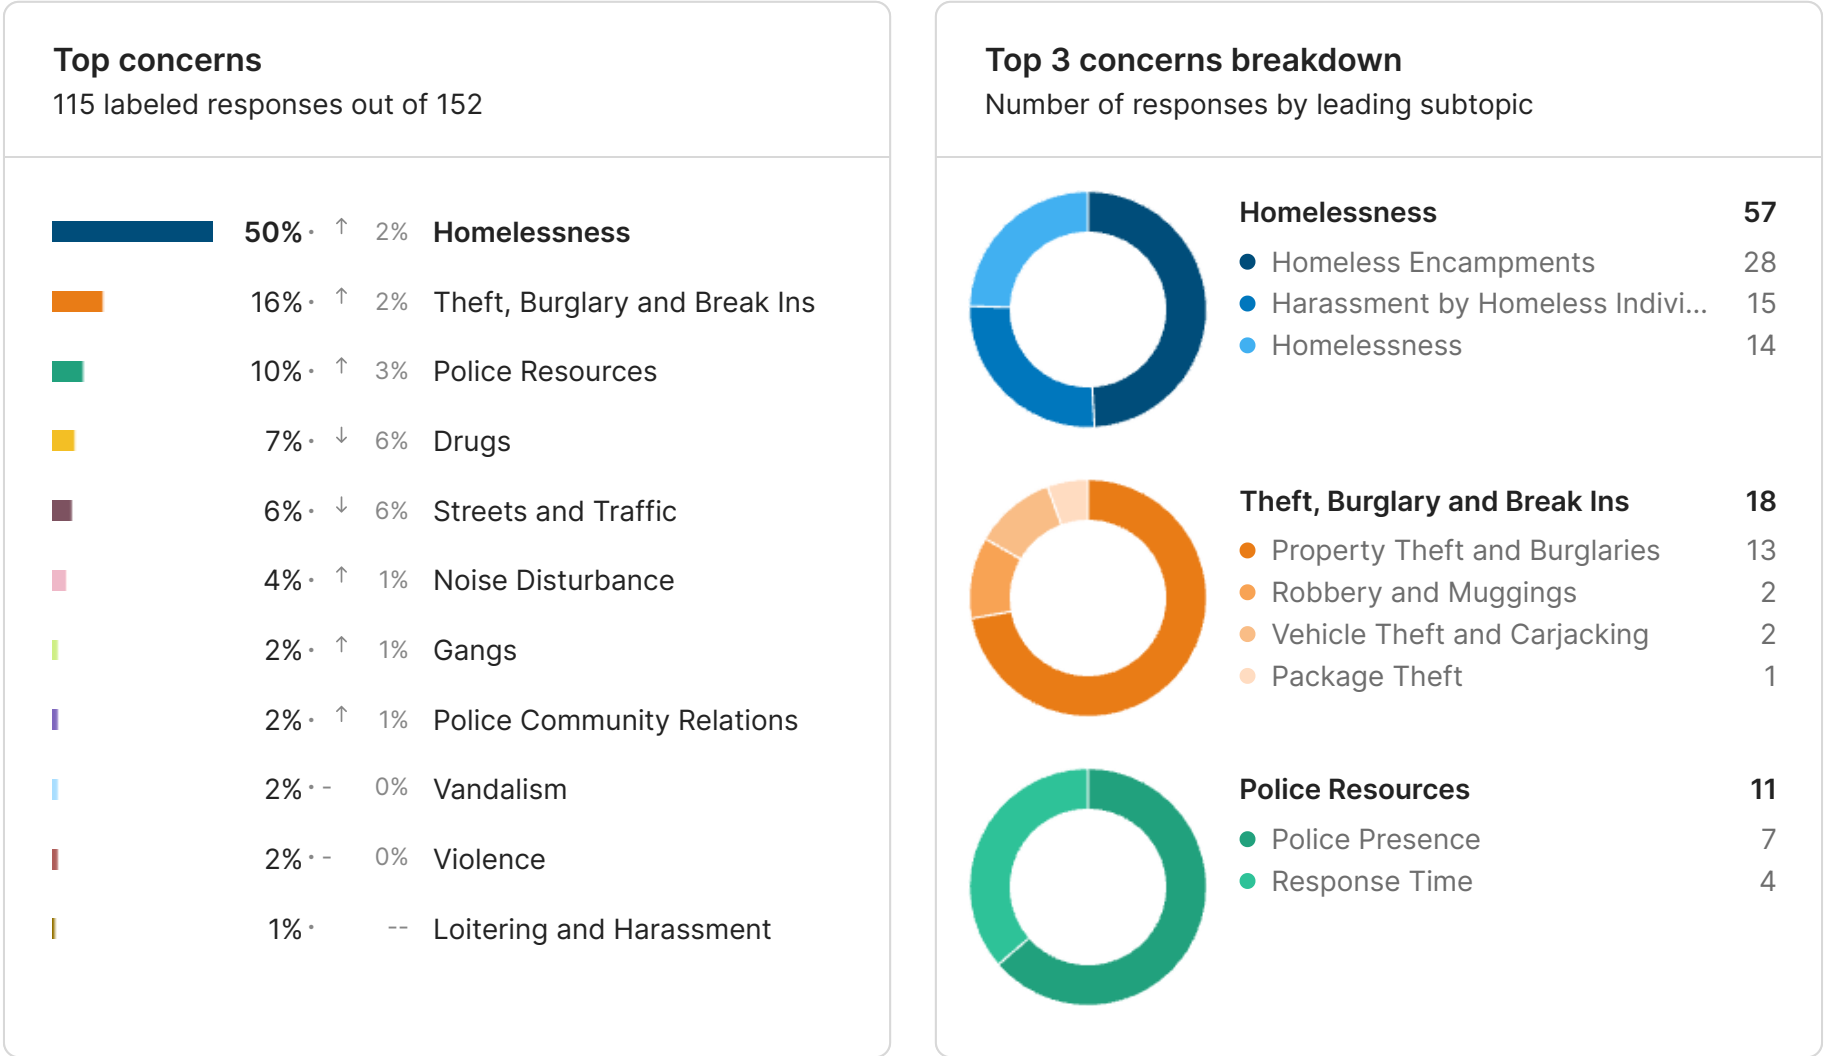 Top concerns
115 labeled responses out of 152
50% · ↑ 2% Homelessness
16% · ↑ 2% Theft, Burglary and Break Ins
10% · ↑ 3% Police Resources
7% · ↓ 6% Drugs
6% · ↓ 6% Streets and Traffic
4% · ↑ 1% Noise Disturbance
2% · ↑ 1% Gangs
2% · ↑ 1% Police Community Relations
2% · - 0% Vandalism
2% · - 0% Violence
1% · -- Loitering and Harassment
Top 3 concerns breakdown
Number of responses by leading subtopic
Homelessness 57
Homeless Encampments 28
Harassment by Homeless Indivi... 15
Homelessness 14
Theft, Burglary and Break Ins 18
Property Theft and Burglaries 13
Robbery and Muggings 2
Vehicle Theft and Carjacking 2
Package Theft 1
Police Resources 11
Police Presence 7
Response Time 4